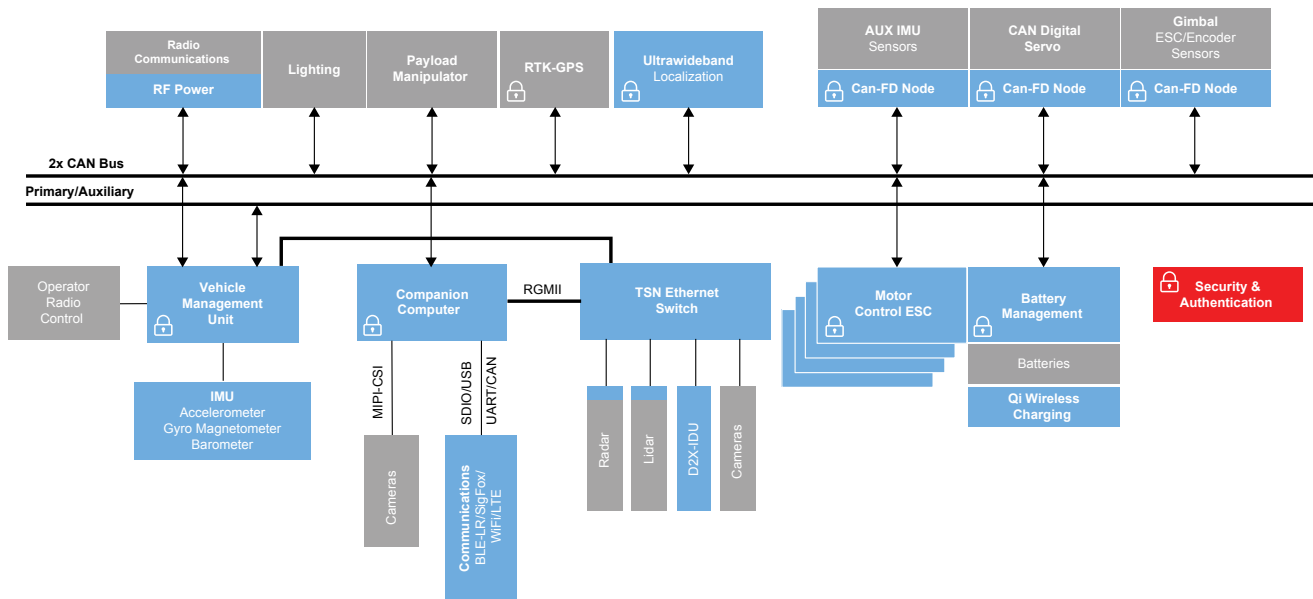 Radio
Communications
RF Power
Lighting
Payload
Manipulator
RTK-GPS
Ultrawideband
Localization
AUX IMU
Sensors
Can-FD Node
CAN Digital
Servo
Can-FD Node
Gimbal
ESC/Encoder
Sensors
Can-FD Node
2x CAN Bus
Primary/Auxiliary
Operator
Radio
Control
Vehicle
Management
Unit
Companion
Computer
RGMII
TSN Ethernet
Switch
Motor
Control ESC
Battery
Management
Security &
Authentication
Batteries
Qi Wireless
Charging
IMU
Accelerometer
Gyro Magnetometer
Barometer
MIPI-CSI
SDIO/USB
UART/CAN
Cameras
Communications
BLE-LR/SigFox/
WiFi/LTE
Radar
Lidar
D2X-IDU
Cameras